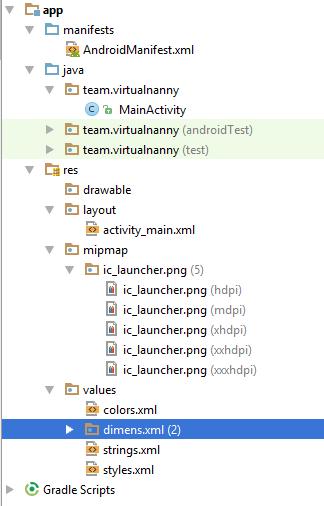 app
manifests
AndroidManifest.xml
java
team.virtualnanny
C MainActivity
team.virtualnanny (androidTest)
team.virtualnanny (test)
res
drawable
layout
activity_main.xml
mipmap
ic_launcher.png (5)
ic_launcher.png (hdpi)
ic_launcher.png (mdpi)
ic_launcher.png (xhdpi)
ic_launcher.png (xxhdpi)
ic_launcher.png (xxxhdpi)
values
colors.xml
dimens.xml (2)
strings.xml
styles.xml
Gradle Scripts